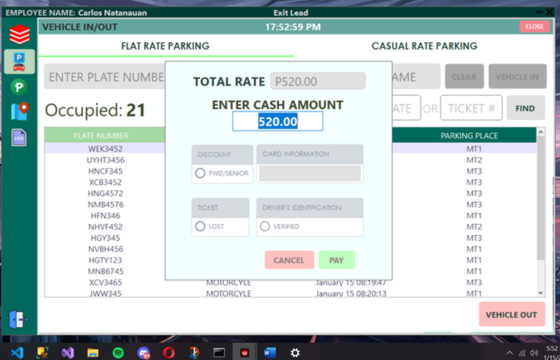 EMPLOYEE NAME: Carlos Natanauan
Exit Lead
VEHICLE IN/OUT
17:52:59 PM
CLOSE
FLAT RATE PARKING
CASUAL RATE PARKING
ENTER PLATE NUMBE
AME
CLEAR
VEHICLE IN
Occupied: 21
ATE
OR
TICKET #
FIND
PLATE NUMBER
PARKING PLACE
WEK3452
MT1
UYHT3456
MT2
HNCF345
MT3
XCB3452
MT3
HNG4572
MT3
NMB4576
MT3
HFN346
MT1
NHVF452
MT2
HGY345
MT3
NVBH456
MT1
HGTY123
MT1
MNB6745
MT1
XCV3465
MOTORCYLE
January 15 08:19:47
MT3
JWW345
MOTORCYLE
January 15 08:20:13
MT1
TOTAL RATE
P520.00
ENTER CASH AMOUNT
520.00
DISCOUNT
CARD INFORMATION
PWD/SENIOR
TICKET
DRIVER'S IDENTIFICATION
LOST
VERIFIED
CANCEL
PAY
VEHICLE OUT
LOG
5:52